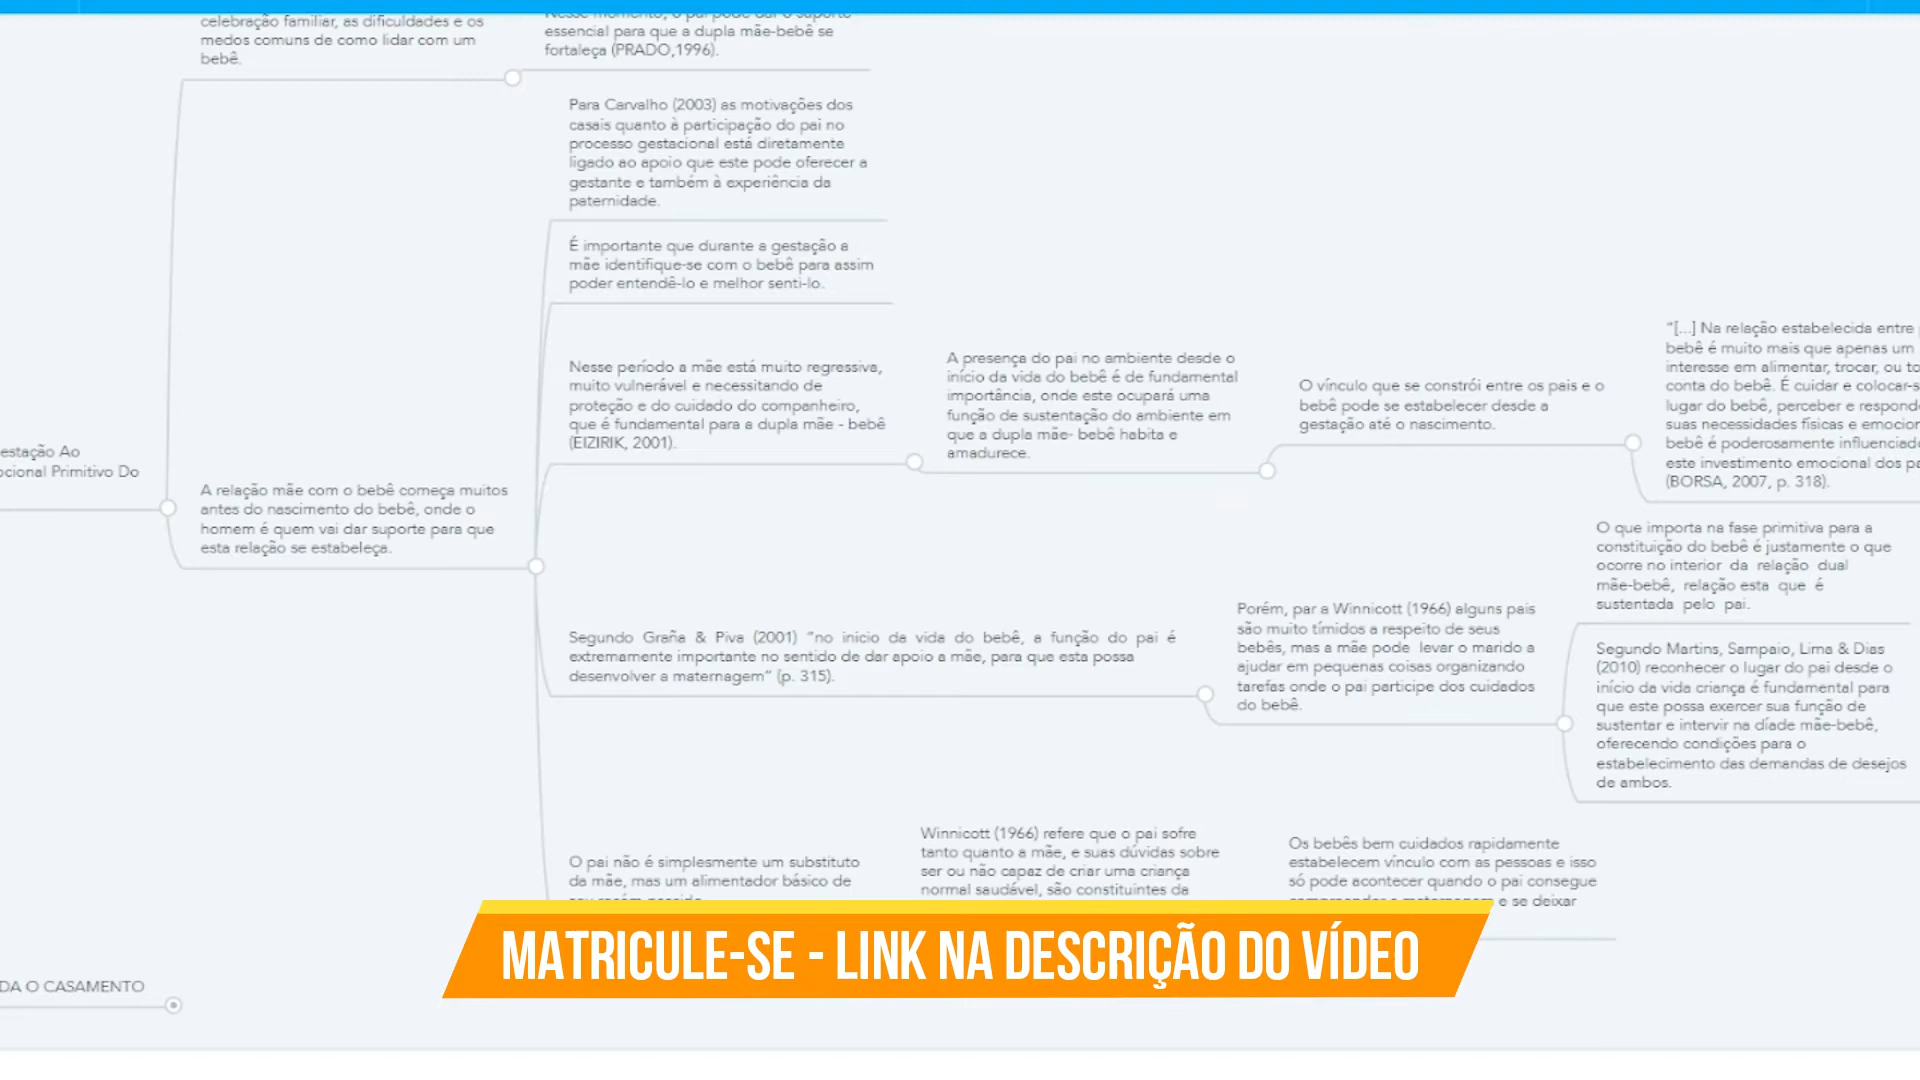 celebração familiar, as dificuldades e os
medos comuns de como lidar com um
bebê.
Nesse momento, o pai pode dar o suporte
essencial para que a dupla mãe-bebê se
fortaleça (PRADO,1996).
Para Carvalho (2003) as motivações dos
casais quanto à participação do pai no
processo gestacional está diretamente
ligado ao apoio que este pode oferecer a
gestante e também à experiência da
paternidade.
É importante que durante a gestação a
mãe identifique-se com o bebê para assim
poder entendê-lo e melhor senti-lo.
Nesse período a mãe está muito regressiva,
muito vulnerável e necessitando de
proteção e do cuidado do companheiro,
que é fundamental para a dupla mãe - bebê
(EIZIRIK, 2001).
A presença do pai no ambiente desde o
início da vida do bebê é de fundamental
importância, onde este ocupará uma
função de sustentação do ambiente em
que a dupla mãe- bebê habita e
amadurece.
O vínculo que se constrói entre os pais e o
bebê pode se estabelecer desde a
gestação até o nascimento.
"[...] Na relação estabelecida entre
bebê é muito mais que apenas um
interesse em alimentar, trocar, ou to
conta do bebê. É cuidar e colocar-s
lugar do bebê, perceber e responde
suas necessidades físicas e emocion
bebê é poderosamente influenciado
este investimento emocional dos pa
(BORSA, 2007, p. 318).
estação Ao
ocional Primitivo Do
A relação mãe com o bebê começa muitos
antes do nascimento do bebê, onde o
homem é quem vai dar suporte para que
esta relação se estabeleça.
O que importa na fase primitiva para a
constituição do bebê é justamente o que
ocorre no interior da relação dual
mãe-bebê, relação esta que é
sustentada pelo pai.
Segundo Graña & Piva (2001) "no inicio da vida do bebê, a função do pai é
extremamente importante no sentido de dar apoio a mãe, para que esta possa
desenvolver a maternagem" (p. 315).
Porém, par a Winnicott (1966) alguns pais
são muito tímidos a respeito de seus
bebês, mas a mãe pode levar o marido a
ajudar em pequenas coisas organizando
tarefas onde o pai participe dos cuidados
do bebê.
Segundo Martins, Sampaio, Lima & Dias
(2010) reconhecer o lugar do pai desde o
início da vida criança é fundamental para
que este possa exercer sua função de
sustentar e intervir na díade mãe-bebê,
oferecendo condições para o
estabelecimento das demandas de desejos
de ambos.
O pai não é simplesmente um substituto
da mãe, mas um alimentador básico de
Winnicott (1966) refere que o pai sofre
tanto quanto a mãe, e suas dúvidas sobre
ser ou não capaz de criar uma criança
normal saudável, são constituintes da
Os bebês bem cuidados rapidamente
estabelecem vínculo com as pessoas e isso
só pode acontecer quando o pai consegue
e se deixar
MATRICULE-SE - LINK NA DESCRIÇÃO DO VÍDEO
DA O CASAMENTO